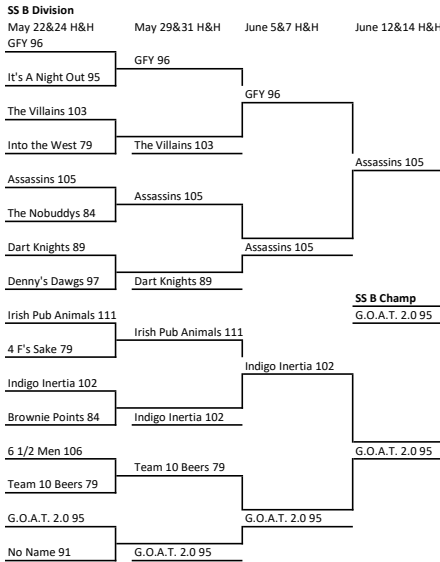 SS B Division
May 22&24 H&H May 29&31 H&H June 5&7 H&H June 12&14 H&H
GFY 96
GFY 96
It's A Night Out 95
GFY 96
The Villains 103
Into the West 79 The Villains 103
Assassins 105
Assassins 105
Assassins 105
The Nobuddys 84
Dart Knights 89 Assassins 105
Denny's Dawgs 97 Dart Knights 89
SS B Champ
Irish Pub Animals 111 G.O.A.T. 2.0 95
Irish Pub Animals 111
4 F's Sake 79
Indigo Inertia 102
Indigo Inertia 102
Brownie Points 84 Indigo Inertia 102
6 1/2 Men 106 G.O.A.T. 2.0 95
Team 10 Beers 79
Team 10 Beers 79
G.O.A.T. 2.0 95 G.O.A.T. 2.0 95
No Name 91 G.O.A.T. 2.0 95